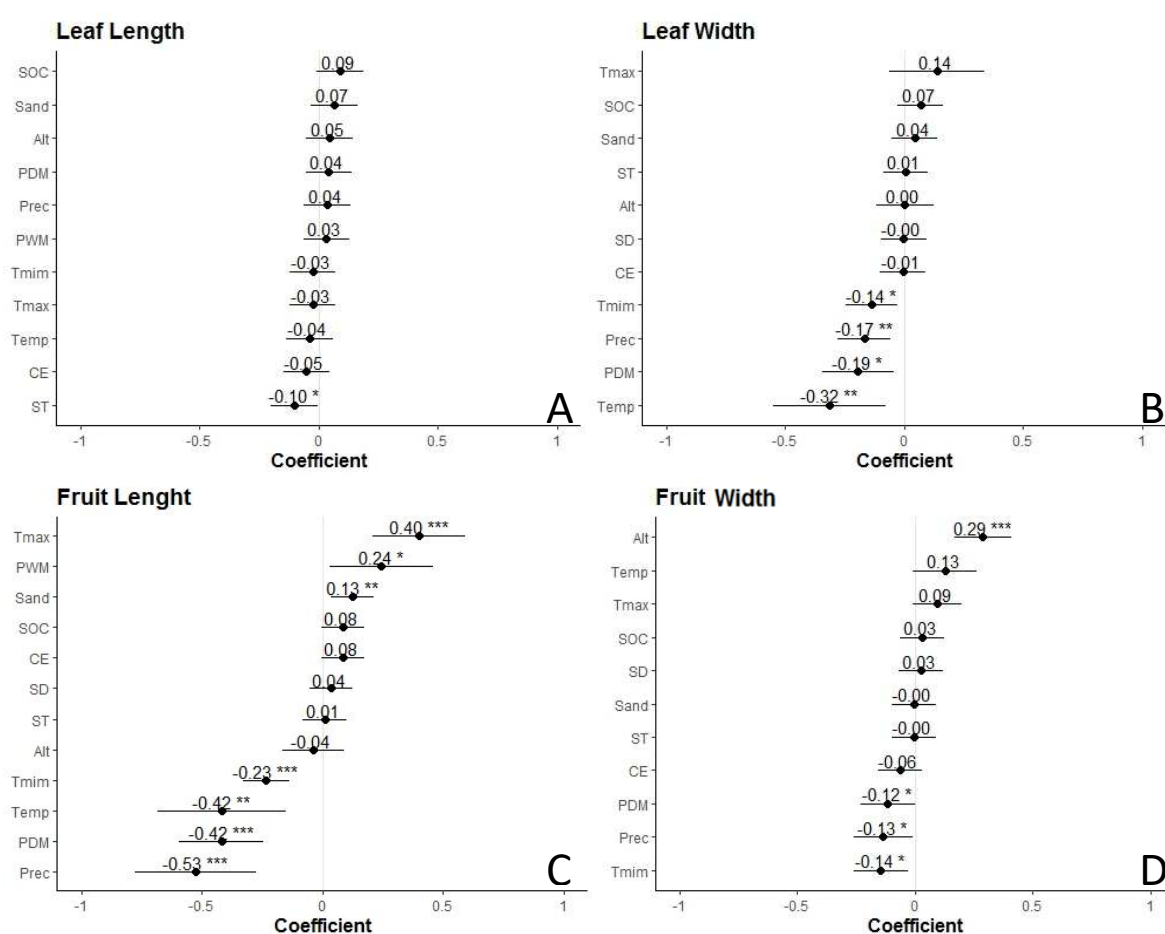 Leaf Length
SOC 0.09
Sand 0.07
Alt 0.05
PDM 0.04
Prec 0.04
PWM 0.03
Tmim -0.03
Tmax -0.03
Temp -0.04
CE -0.05
ST -0.10 *
A
-1 -0.5 0 0.5 1
Coefficient
Leaf Width
Tmax 0.14
SOC 0.07
Sand 0.04
ST 0.01
Alt 0.00
SD -0.00
CE -0.01
Tmim -0.14 *
Prec -0.17 **
PDM -0.19 *
Temp -0.32 **
B
-1 -0.5 0 0.5 1
Coefficient
Fruit Lenght
Tmax 0.40 ***
PWM 0.24 *
Sand 0.13 **
SOC 0.08
CE 0.08
SD 0.04
ST 0.01
Alt -0.04
Tmim -0.23 ***
Temp -0.42 **
PDM -0.42 ***
Prec -0.53 ***
C
-1 -0.5 0 0.5 1
Coefficient
Fruit Width
Alt 0.29 ***
Temp 0.13
Tmax 0.09
SOC 0.03
SD 0.03
Sand -0.00
ST -0.00
CE -0.06
PDM -0.12 *
Prec -0.13 *
Tmim -0.14 *
D
-1 -0.5 0 0.5 1
Coefficient